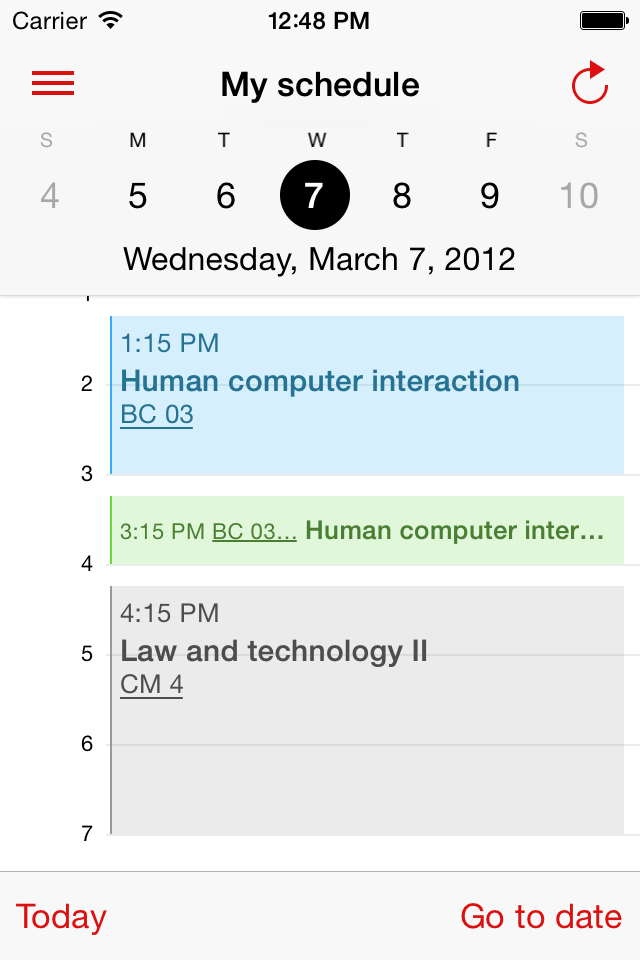 Carrier 12:48 PM
My schedule
S M T W T F S
4 5 6 7 8 9 10
Wednesday, March 7, 2012
1:15 PM
2 Human computer interaction
BC 03
3
3:15 PM BC 03... Human computer inter...
4
4:15 PM
5 Law and technology II
CM 4
6
7
Today Go to date